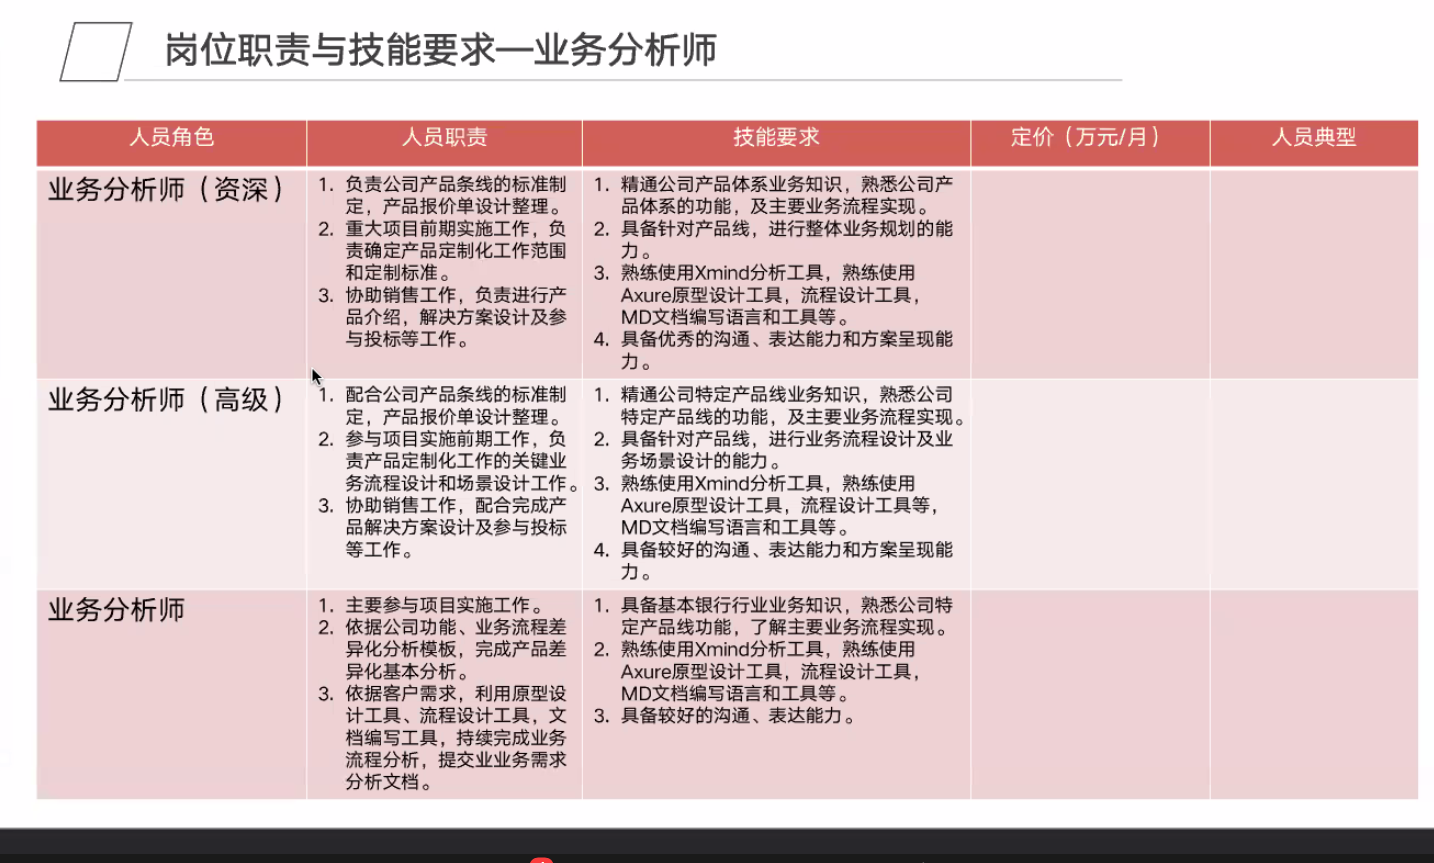 岗位职责与技能要求—业务分析师
人员角色
人员职责
技能要求
定价（万元/月）
人员典型
业务分析师（资深）
1. 负责公司产品条线的标准制
定，产品报价单设计整理。
2. 重大项目前期实施工作，负
责确定产品定制化工作范围
和定制标准。
3. 协助销售工作，负责进行产
品介绍，解决方案设计及参
与投标等工作。
1. 精通公司产品体系业务知识，熟悉公司产
品体系的功能，及主要业务流程实现。
2. 具备针对产品线，进行整体业务规划的能
力。
3. 熟练使用Xmind分析工具，熟练使用
Axure原型设计工具，流程设计工具，
MD文档编写语言和工具等。
4. 具备优秀的沟通、表达能力和方案呈现能
力。
业务分析师（高级）
1. 配合公司产品条线的标准制
定，产品报价单设计整理。
2. 参与项目实施前期工作，负
责产品定制化工作的关键业
务流程设计和场景设计工作。
3. 协助销售工作，配合完成产
品解决方案设计及参与投标
等工作。
1. 精通公司特定产品线业务知识，熟悉公司
特定产品线的功能，及主要业务流程实现。
2. 具备针对产品线，进行业务流程设计及业
务场景设计的能力。
3. 熟练使用Xmind分析工具，熟练使用
Axure原型设计工具，流程设计工具等，
MD文档编写语言和工具等。
4. 具备较好的沟通、表达能力和方案呈现能
力。
业务分析师
1. 主要参与项目实施工作。
2. 依据公司功能、业务流程差
异化分析模板，完成产品差
异化基本分析。
3. 依据客户需求，利用原型设
计工具、流程设计工具，文
档编写工具，持续完成业务
流程分析，提交业业务需求
分析文档。
1. 具备基本银行行业业务知识，熟悉公司特
定产品线功能，了解主要业务流程实现。
2. 熟练使用Xmind分析工具，熟练使用
Axure原型设计工具，流程设计工具，
MD文档编写语言和工具等。
3. 具备较好的沟通、表达能力。